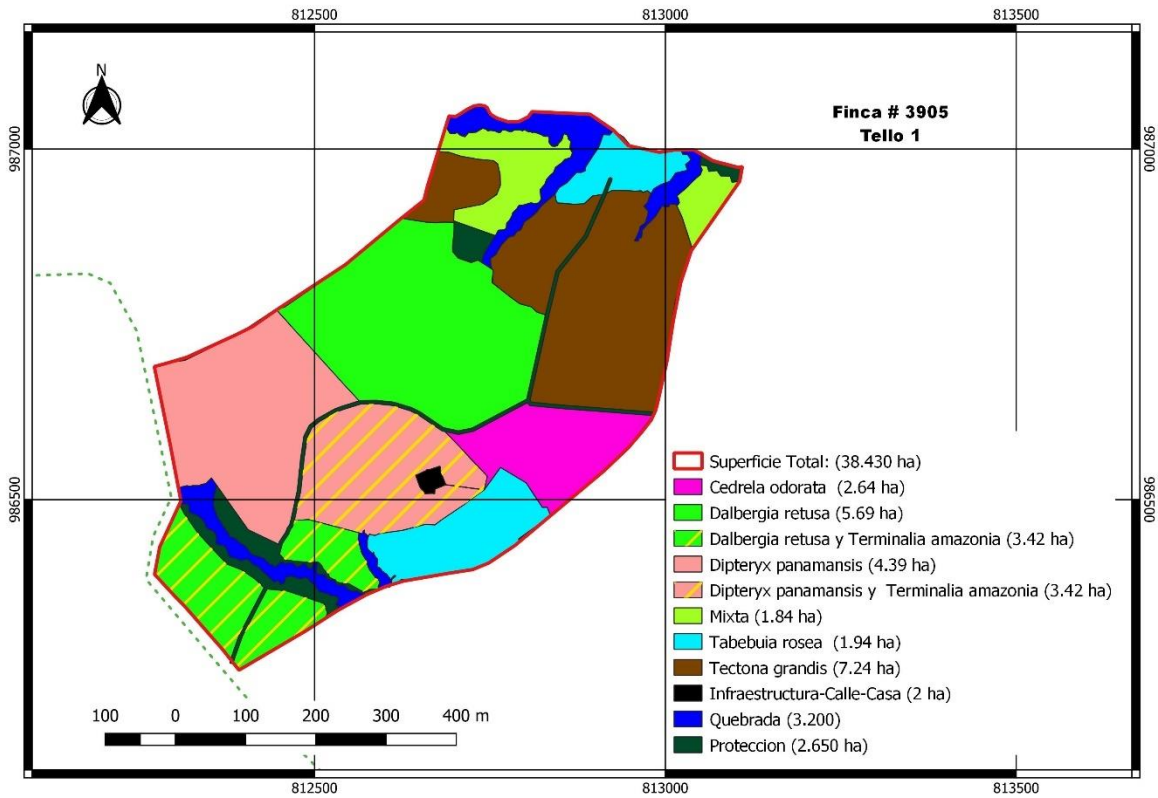 812500
813000
813500
N
Finca # 3905
Tello 1
987000
987000
Superficie Total: (38.430 ha)
Cedrela odorata (2.64 ha)
Dalbergia retusa (5.69 ha)
Dalbergia retusa y Terminalia amazonia (3.42 ha)
Dipteryx panamansis (4.39 ha)
Dipteryx panamansis y Terminalia amazonia (3.42 ha)
Mixta (1.84 ha)
Tabebuia rosea (1.94 ha)
Tectona grandis (7.24 ha)
Infraestructura-Calle-Casa (2 ha)
Quebrada (3.200)
Proteccion (2.650 ha)
986500
986500
100 0 100 200 300 400 m
812500
813000
813500